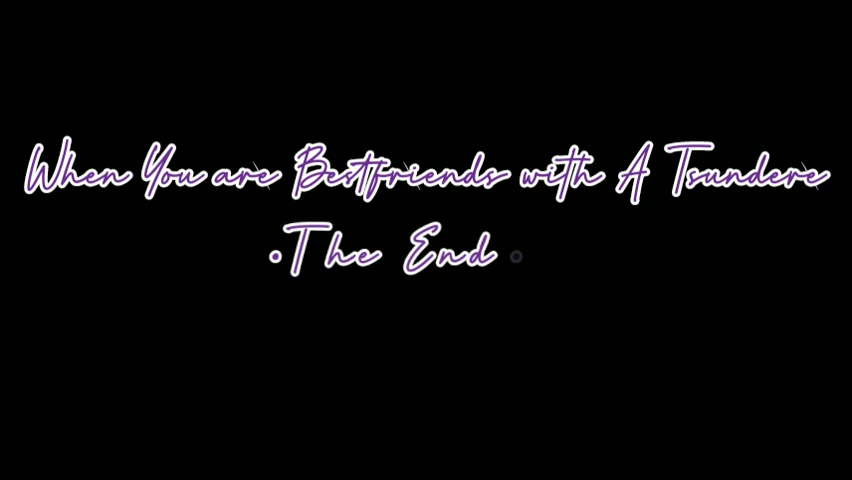 When You are Bestfriends with A Tsundere
•The End •